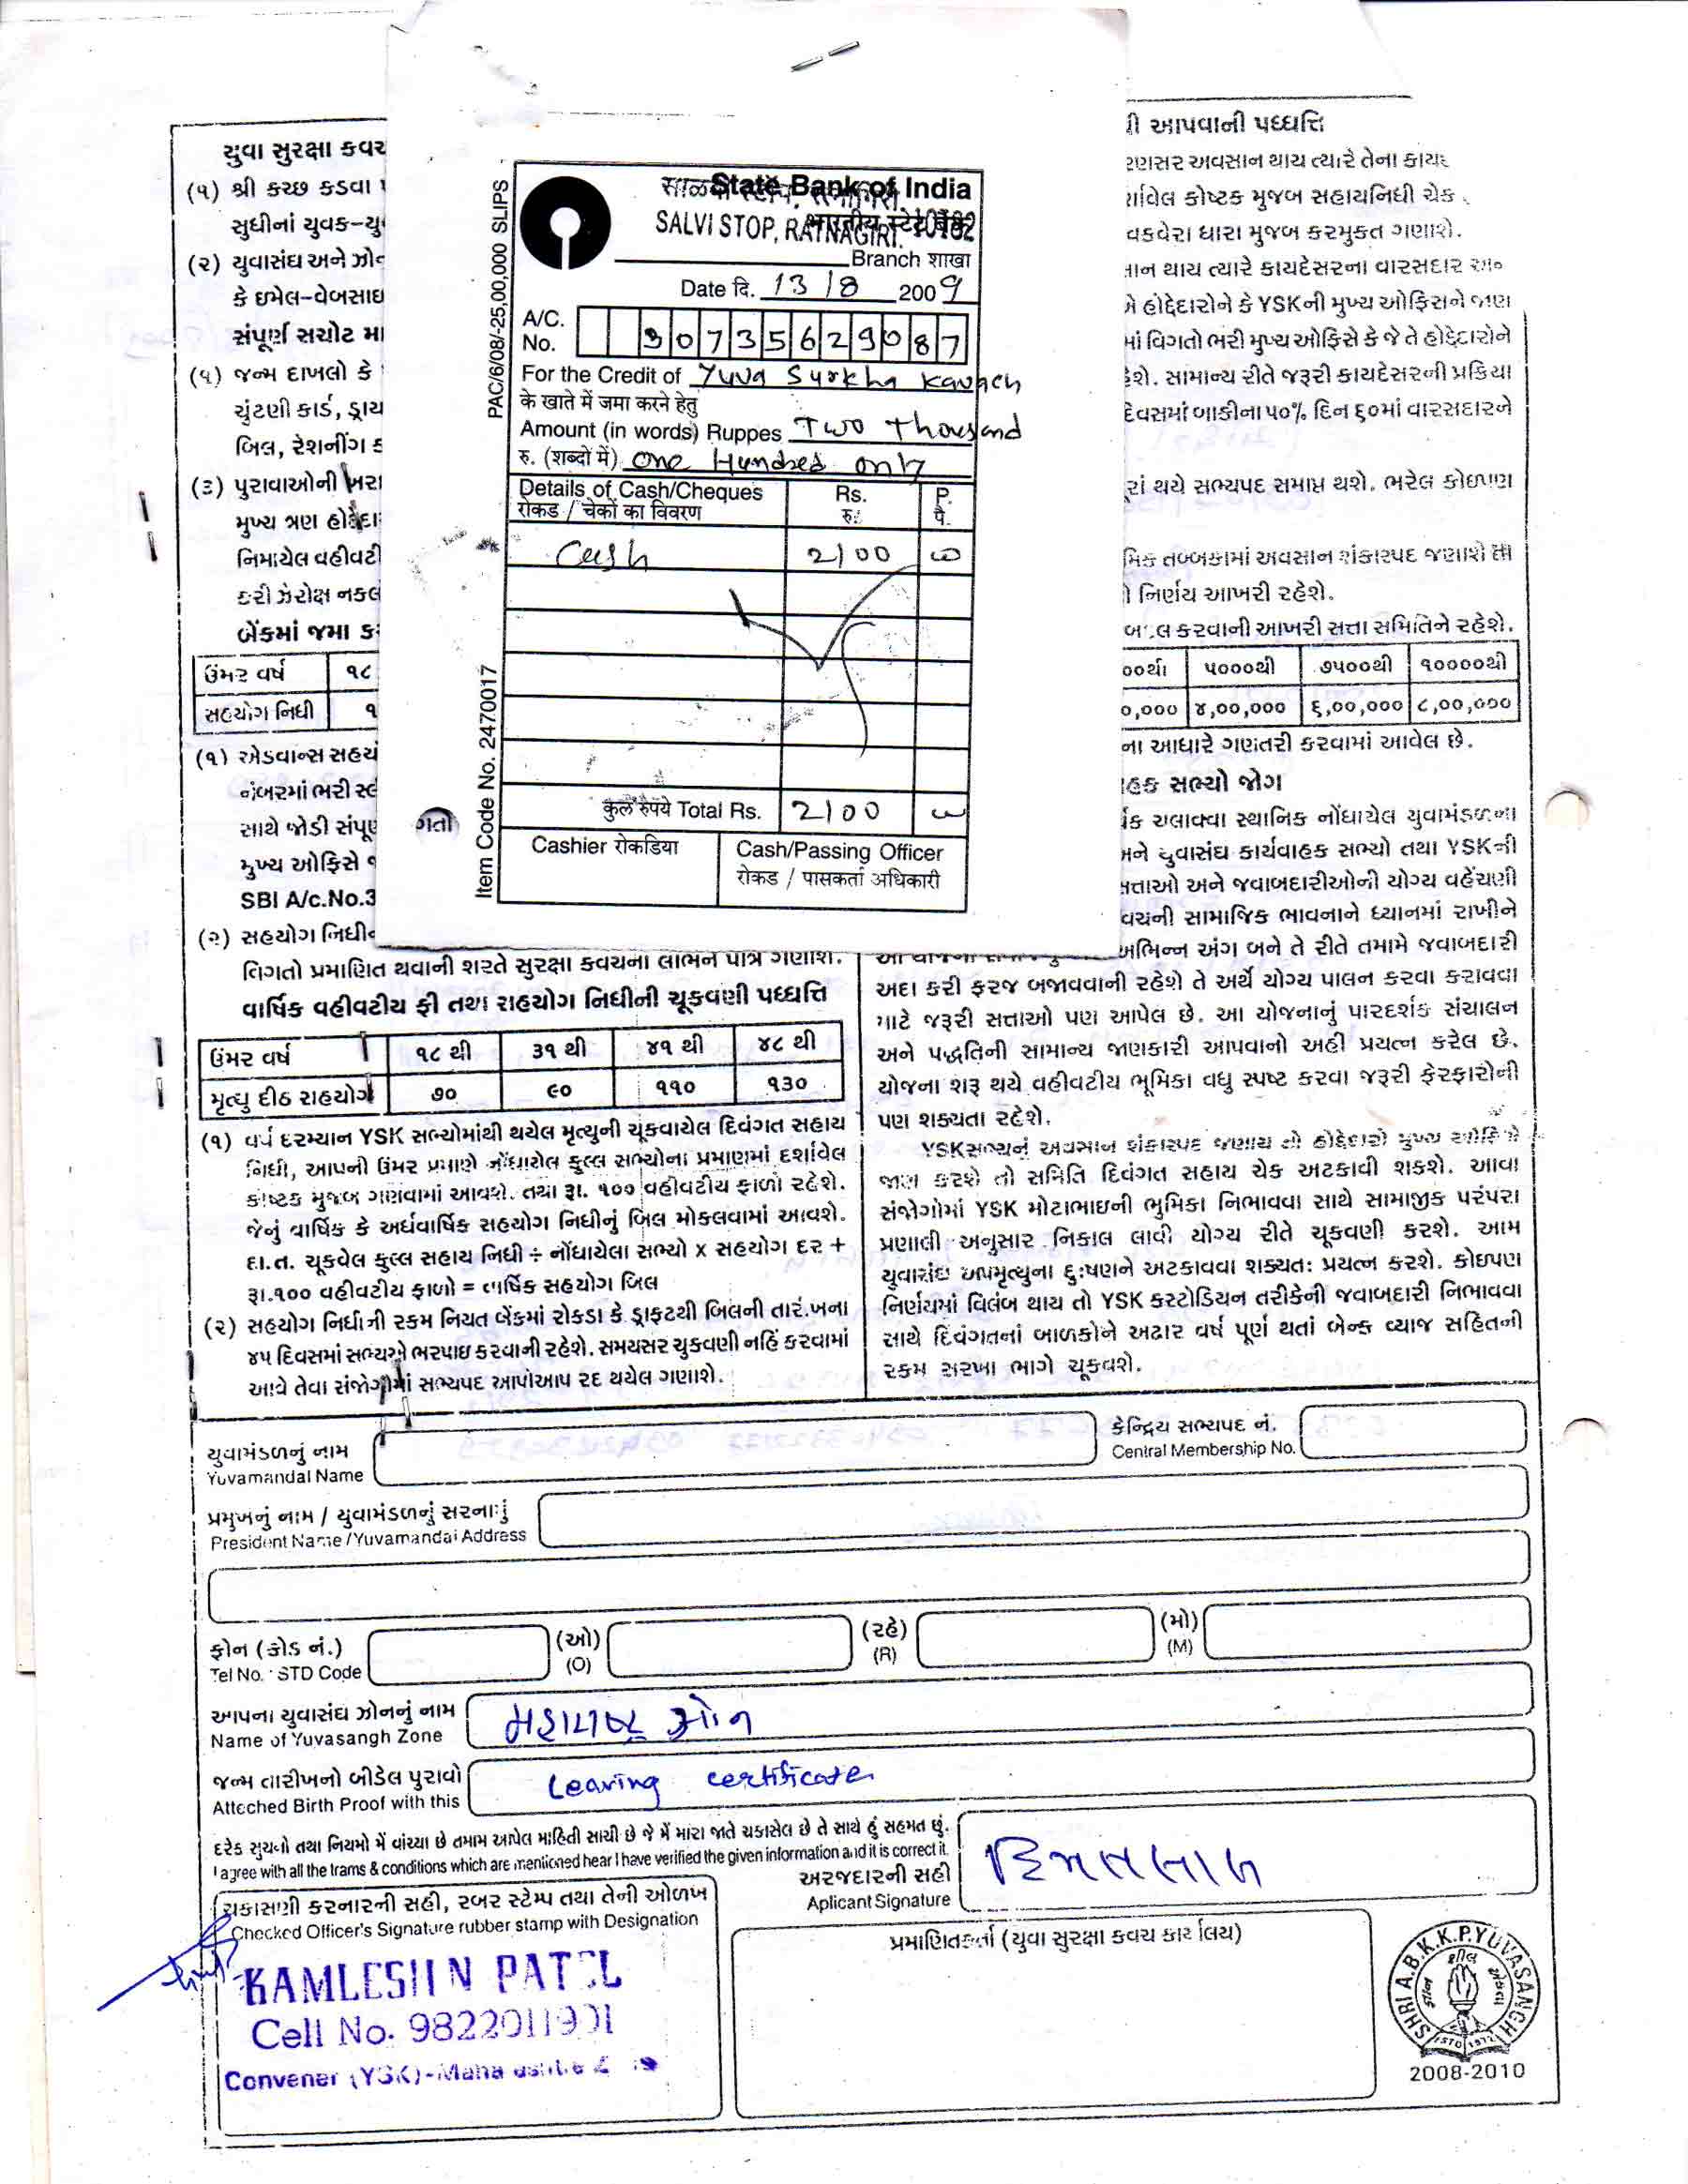 યુવા સુરક્ષા કવચ
(૧) શ્રી કચ્છ કડવા
સુધીનાં યુવક-યુ
(૨) યુવાસંઘ અને ઝોન
કે ઇમેલ-વેબસાઇ
સંપૂર્ણ સચોટ મા
(૫) જન્મ દાખલો કે
ચુંટણી કાર્ડ, ડ્રાય
બિલ, રેશનીંગ ક
(૩) પુરાવાઓની ખરા
મુખ્ય ત્રણ હોદ્દેદા
નિમાયેલ વહીવટી
કરી ઝેરોક્ષ નકલ
બેંકમાં જમા ક
ઉંમર વર્ષ ૧૮
સહયોગ નિધી ૧
(૧) એડવાન્સ સહય
નંબરમાં ભરી સ્લ
સાથે જોડી સંપૂ
મુખ્ય ઓફિસે
SBI A/c.No.3
(૨) સહયોગ નિધી
PAC/6/08/-25,00,000 SLIPS
Item Code No. 2470017
State Bank of India
भारतीय स्टेट बैंक
SALVI STOP, RATNAGIRI. 10182
Branch शाखा
Date दि. 13/8 2009
A/C. No. 30735629087
For the Credit of Yuva Surkha Kavach
के खाते में जमा करने हेतु
Amount (in words) Ruppes Two Thousand
रु. (शब्दों में) One Hundred only
Details of Cash/Cheques Rs. P.
रोकड / चेकों का विवरण रु. पै.
Cash 2100
कुल रुपये Total Rs. 2100
Cashier रोकडिया Cash/Passing Officer
रोकड / पासकर्ता अधिकारी
ગતો
ી આપવાની પધ્ધતિ
રણસર અવસાન થાય ત્યારે તેના કાયદ
ર્શાવેલ કોષ્ટક મુજબ સહાયનિધી ચેક
વકવેરા ધારા મુજબ કરમુક્ત ગણાશે.
ાન થાય ત્યારે કાયદેસરના વારસદાર
ે હોદ્દેદારોને કે YSKની મુખ્ય ઓફિસને જાણ
માં વિગતો ભરી મુખ્ય ઓફિસે કે જે તે હોદ્દેદારોને
હેશે. સામાન્ય રીતે જરૂરી કાયદેસરની પ્રક્રિયા
દિવસમાં બાકીના ૫૦% દિન ૬૦માં વારસદારને
રાં થયે સભ્યપદ સમાપ્ત થશે. ભરેલ કોઇપણ
મિક તબ્બકામાં અવસાન શંકાસ્પદ જણાશે તો
ો નિર્ણય આખરી રહેશે.
બદલ કરવાની આખરી સત્તા સમિતિને રહેશે.
૦૦થી ૫૦૦૦થી ૭૫૦૦થી ૧૦૦૦૦થી
૦,૦૦૦ ૪,૦૦,૦૦૦ ૬,૦૦,૦૦૦ ૮,૦૦,૦૦૦
ના આધારે ગણતરી કરવામાં આવેલ છે.
ાહક સભ્યો જોગ
ર્ક ચલાવવા સ્થાનિક નોંધાયેલ યુવામંડળના
અને યુવાસંઘ કાર્યવાહક સભ્યો તથા YSKની
સત્તાઓ અને જવાબદારીઓની યોગ્ય વહેંચણી
વચની સામાજિક ભાવનાને ધ્યાનમાં રાખીને
અભિન્ન અંગ બને તે રીતે તમામે જવાબદારી
અદા કરી ફરજ બજાવવાની રહેશે તે અર્થે યોગ્ય પાલન કરવા કરાવવા
માટે જરૂરી સત્તાઓ પણ આપેલ છે. આ યોજનાનું પારદર્શક સંચાલન
અને પદ્ધતિની સામાન્ય જાણકારી આપવાનો અહી પ્રયત્ન કરેલ છે.
યોજના શરૂ થયે વહીવટીય ભૂમિકા વધુ સ્પષ્ટ કરવા જરૂરી ફેરફારોની
પણ શક્યતા રહેશે.
YSKસભ્યનું અવસાન શંકાસ્પદ જણાય તો હોદ્દેદારો મુખ્ય ઓફિસે
જાણ કરશે તો સમિતિ દિવંગત સહાય ચેક અટકાવી શકશે. આવા
સંજોગોમાં YSK મોટાભાઇની ભુમિકા નિભાવવા સાથે સામાજીક પરંપરા
પ્રણાલી અનુસાર નિકાલ લાવી યોગ્ય રીતે ચૂકવણી કરશે. આમ
યુવાસંઘ અપમૃત્યુના દુઃષણને અટકાવવા શક્યતઃ પ્રયત્ન કરશે. કોઇપણ
નિર્ણયમાં વિલંબ થાય તો YSK કસ્ટોડિયન તરીકેની જવાબદારી નિભાવવા
સાથે દિવંગતનાં બાળકોને અઢાર વર્ષ પૂર્ણ થતાં બેન્ક વ્યાજ સહિતની
રકમ સરખા ભાગે ચૂકવશે.
વિગતો પ્રમાણિત થવાની શરતે સુરક્ષા કવચના લાભને પાત્ર ગણાશે.
વાર્ષિક વહીવટીય ફી તથા સહયોગ નિધીની ચૂકવણી પધ્ધતિ
ઉંમર વર્ષ ૧૮ થી ૩૧ થી ૪૧ થી ૪૮ થી
મૃત્યુ દીઠ સહયોગ ૭૦ ૯૦ ૧૧૦ ૧૩૦
(૧) વર્ષ દરમ્યાન YSK સભ્યોમાંથી થયેલ મૃત્યુની ચૂકવાયેલ દિવંગત સહાય
નિધી, આપની ઉંમર પ્રમાણે નોંધાયેલ કુલ્લ સભ્યોના પ્રમાણમાં દર્શાવેલ
કોષ્ટક મુજબ ગણવામાં આવશે. તથા રૂા. ૧૦૦ વહીવટીય ફાળો રહેશે.
જેનું વાર્ષિક કે અર્ધવાર્ષિક સહયોગ નિધીનું બિલ મોકલવામાં આવશે.
દા.ત. ચૂકવેલ કુલ્લ સહાય નિધી ÷ નોંધાયેલા સભ્યો x સહયોગ દર +
રૂા.૧૦૦ વહીવટીય ફાળો = વાર્ષિક સહયોગ બિલ
(૨) સહયોગ નિધીની રકમ નિયત બેંકમાં રોકડા કે ડ્રાફટથી બિલની તારીખના
૪૫ દિવસમાં સભ્યએ ભરપાઇ કરવાની રહેશે. સમયસર ચુકવણી નહિં કરવામાં
આવે તેવા સંજોગોમાં સભ્યપદ આપોઆપ રદ થયેલ ગણાશે.
યુવામંડળનું નામ
Yuvamandal Name
કેન્દ્રિય સભ્યપદ નં.
Central Membership No.
પ્રમુખનું નામ / યુવામંડળનું સરનામું
President Name/Yuvamandal Address
ફોન (કોડ નં.) (ઓ) (રહે) (મો)
Tel No. : STD Code (O) (R) (M)
આપના યુવાસંઘ ઝોનનું નામ
Name of Yuvasangh Zone
મહારાષ્ટ્ર ઝોન
જન્મ તારીખનો બીડેલ પુરાવો
Atteched Birth Proof with this
Leaving certificate
દરેક સુચનો તથા નિયમો મેં વાંચ્યા છે તમામ આપેલ માહિતી સાચી છે જે મેં મારા જાતે ચકાસેલ છે તે સાથે હું સહમત છું.
I agree with all the trams & conditions which are mentioned hear I have verified the given information and it is correct it.
અરજદારની સહી
Aplicant Signature
હિંમતલાલ
ચકાસણી કરનારની સહી, રબર સ્ટેમ્પ તથા તેની ઓળખ
Checked Officer's Signature rubber stamp with Designation
KAMLESH N PATEL
Cell No. 9822011901
Convener (YSK)-Maha
પ્રમાણિતકર્તા (યુવા સુરક્ષા કવચ કાર્યાલય)
SHRI A.B.K.K.P.YUVASANGH
2008-2010